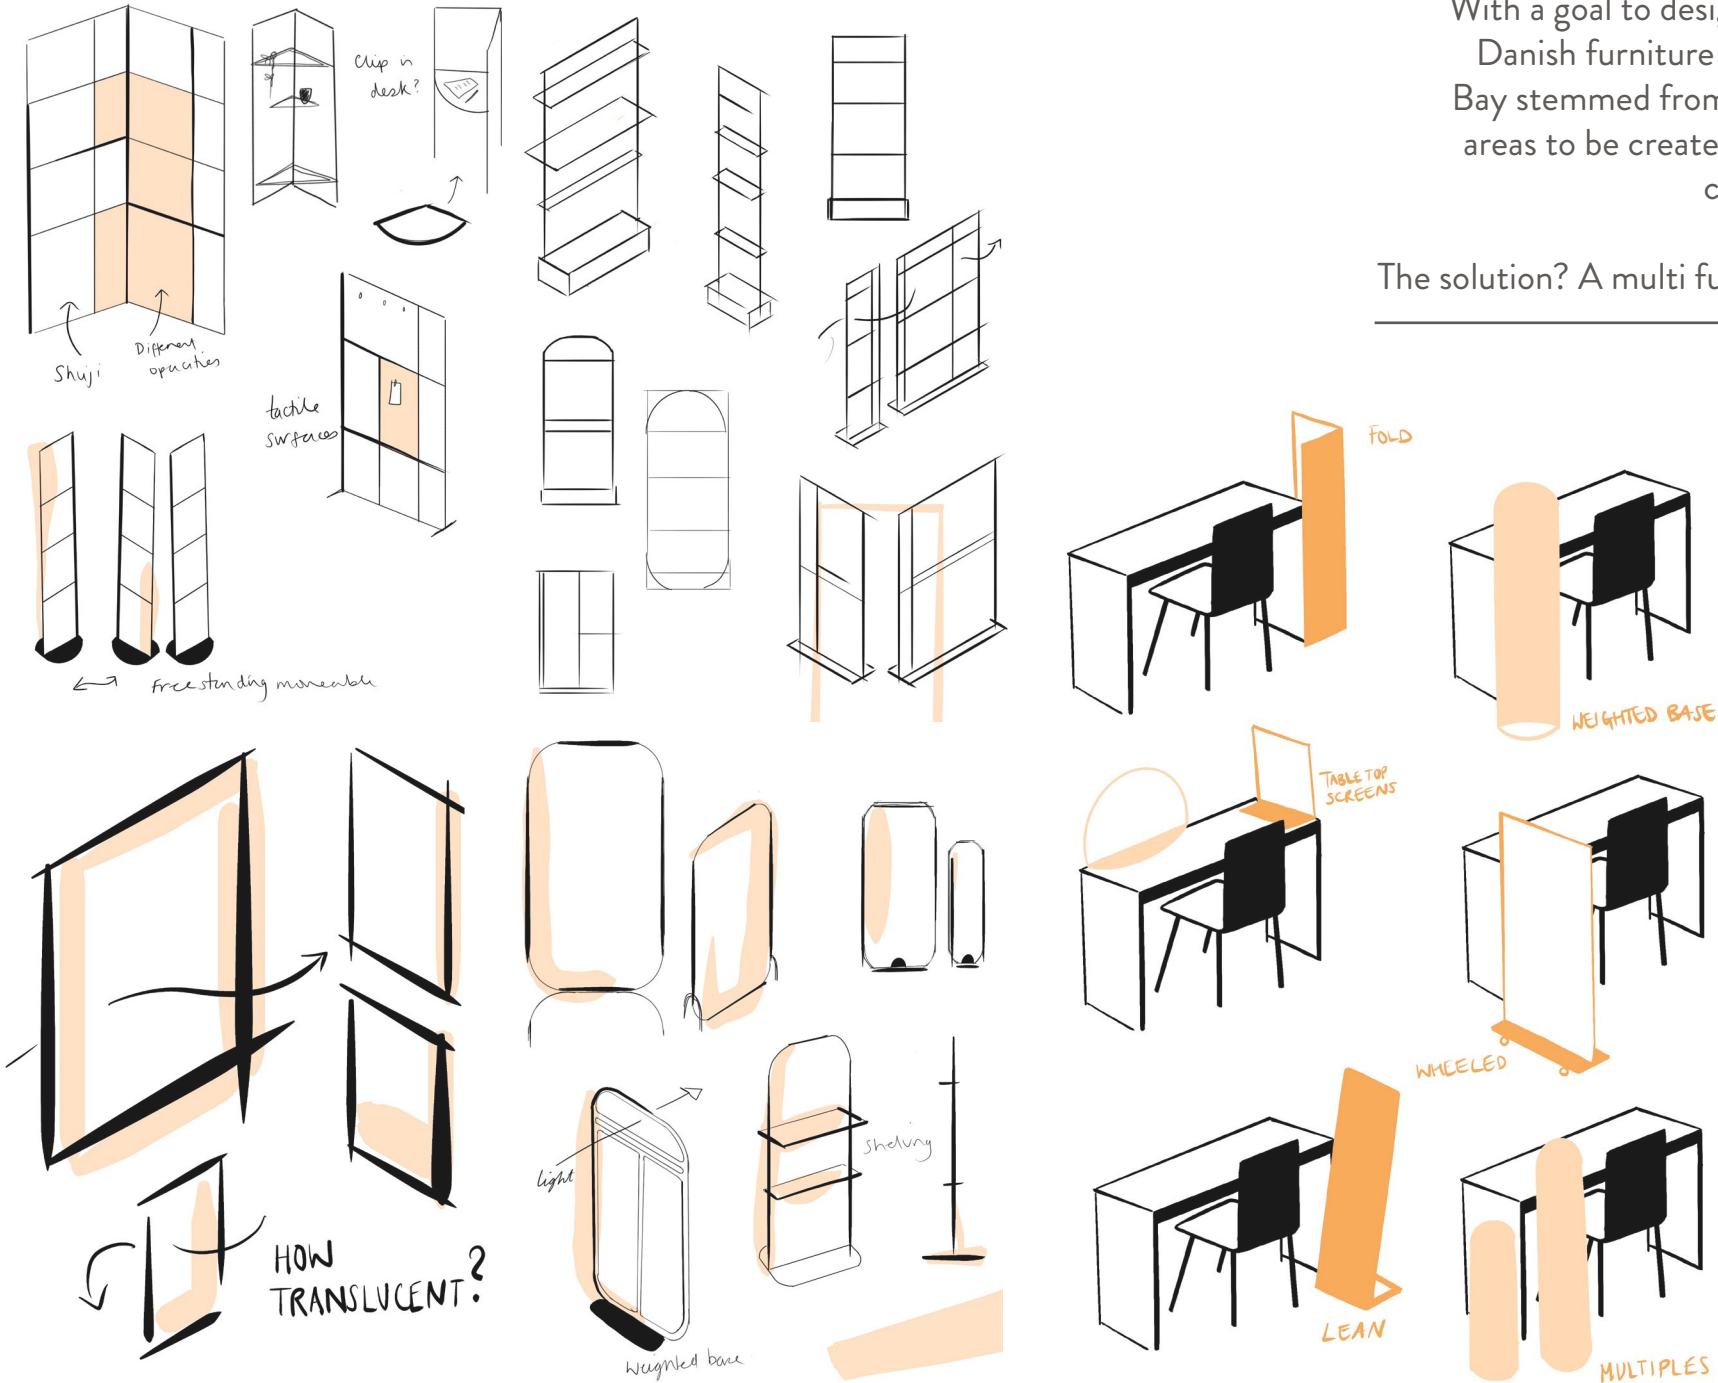 With a goal to desi
Danish furniture
Bay stemmed from
areas to be create
c
The solution? A multi fu
Clip in
desk?
Shuji
Different
opacities
tactile
surfaces
Freestanding moveable
FOLD
WEIGHTED BASE
TABLE TOP
SCREENS
WHEELED
LEAN
MULTIPLES
light
shelving
HOW
TRANSLUCENT?
Weighted base